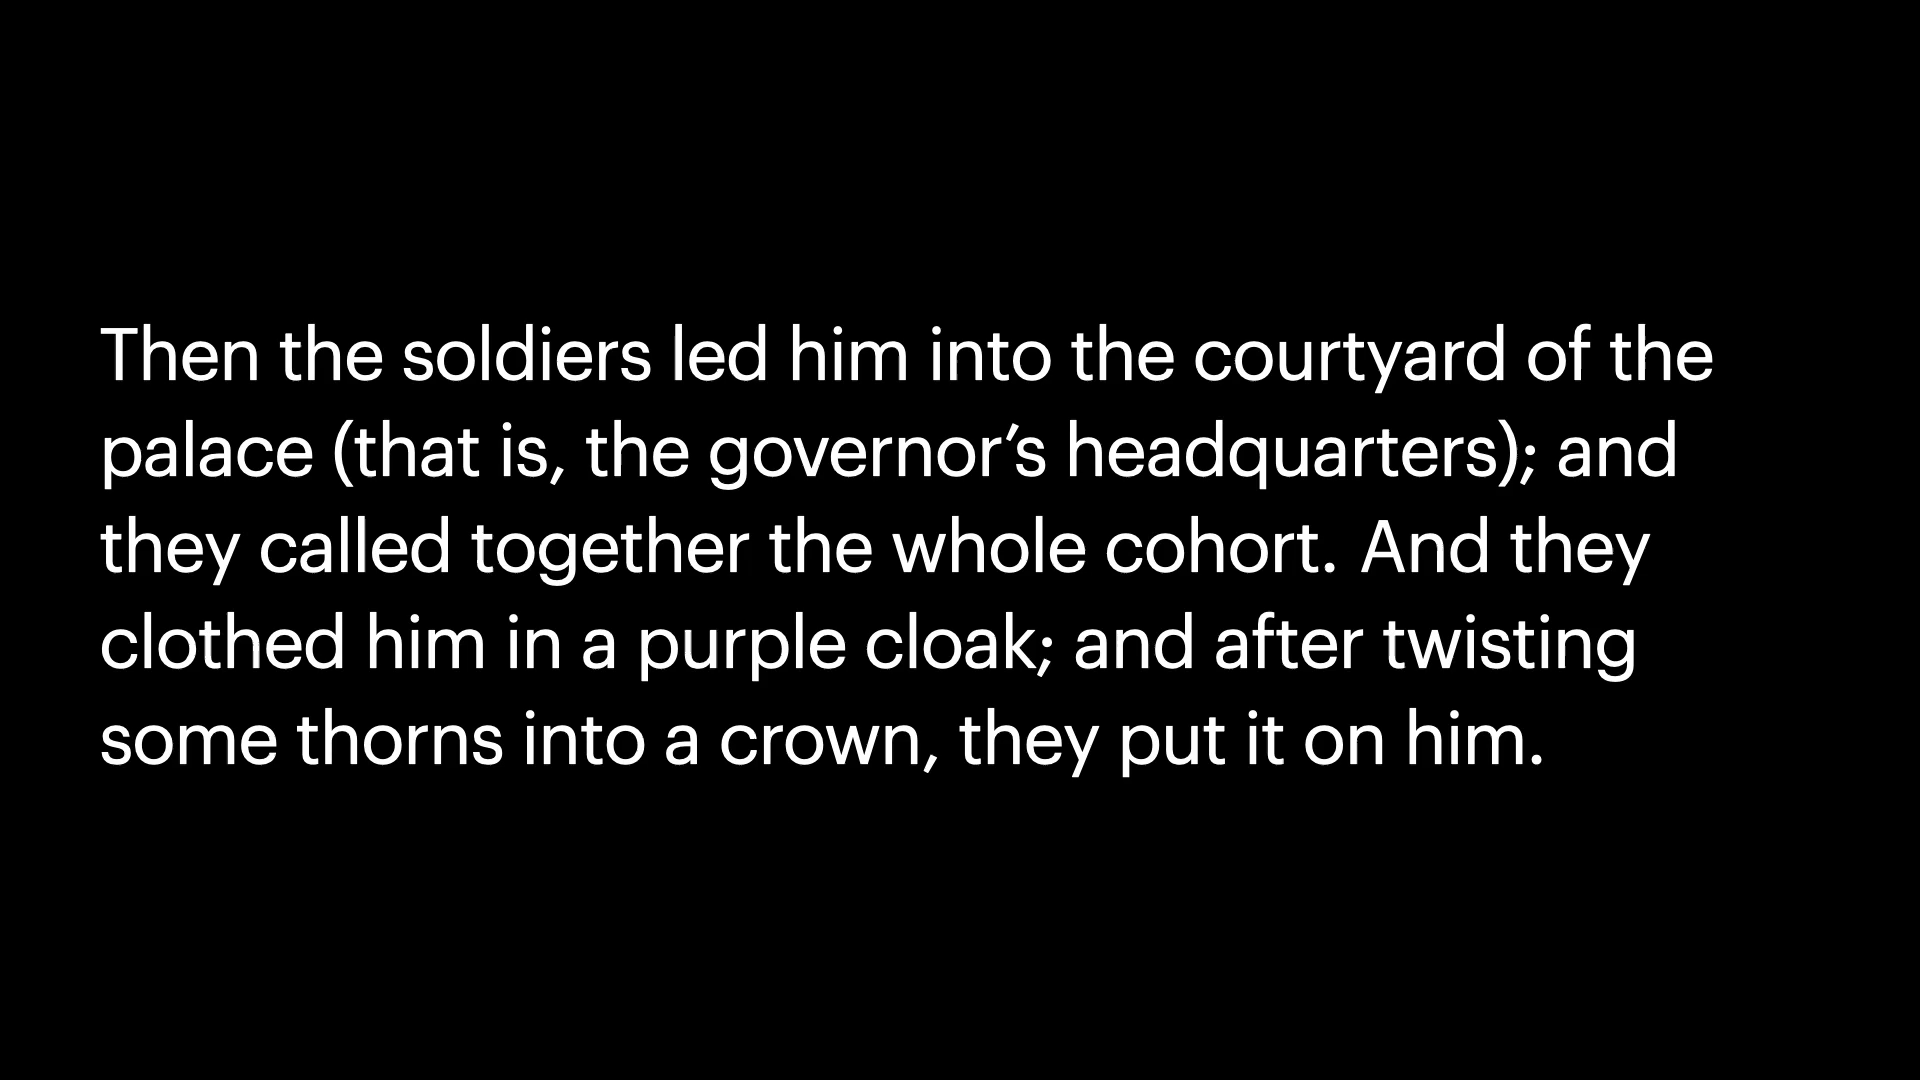 Then the soldiers led him into the courtyard of the
palace (that is, the governor’s headquarters); and
they called together the whole cohort. And they
clothed him in a purple cloak; and after twisting
some thorns into a crown, they put it on him.